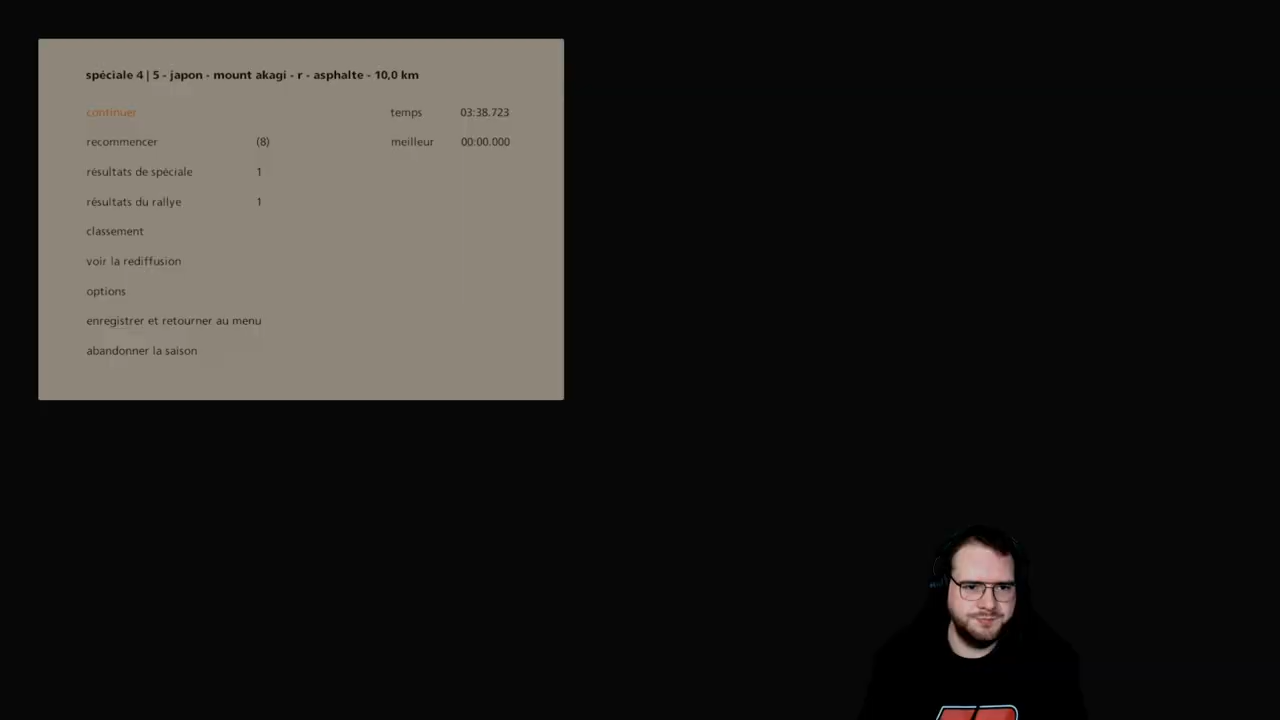 spéciale 4 | 5 - japon - mount akagi - r - asphalte - 10,0 km
continuer temps 03:38.723
recommencer (8) meilleur 00:00.000
résultats de spéciale 1
résultats du rallye 1
classement
voir la rediffusion
options
enregistrer et retourner au menu
abandonner la saison